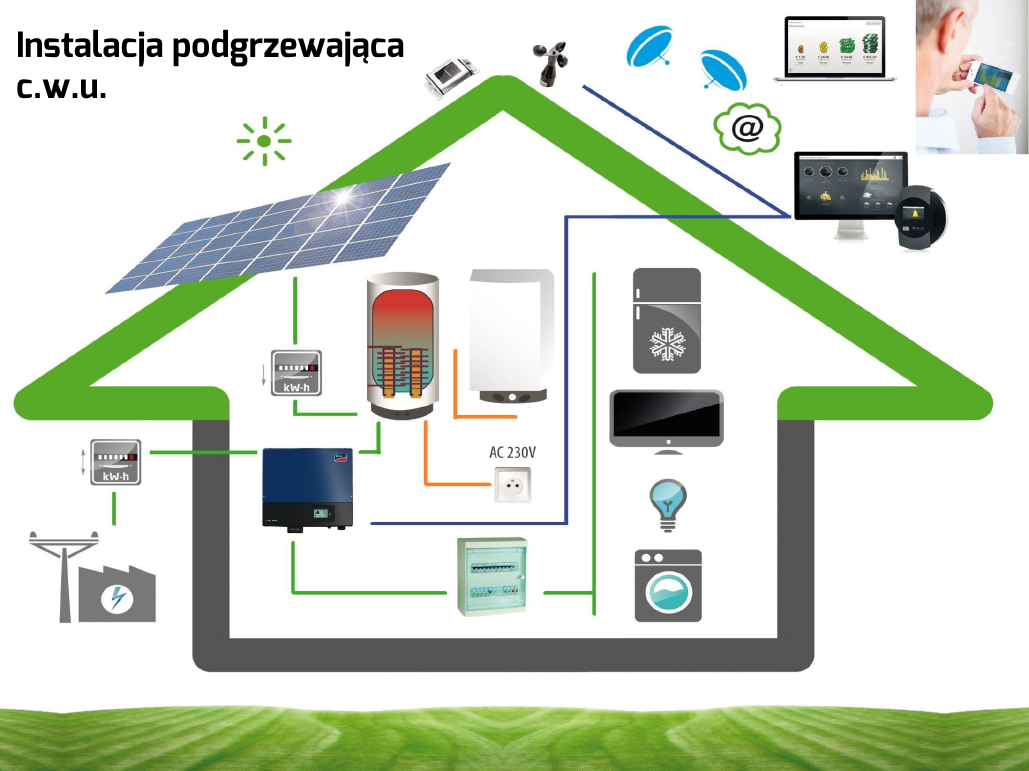 Instalacja podgrzewająca
c.w.u.
@
kW-h
AC 230V
kW-h